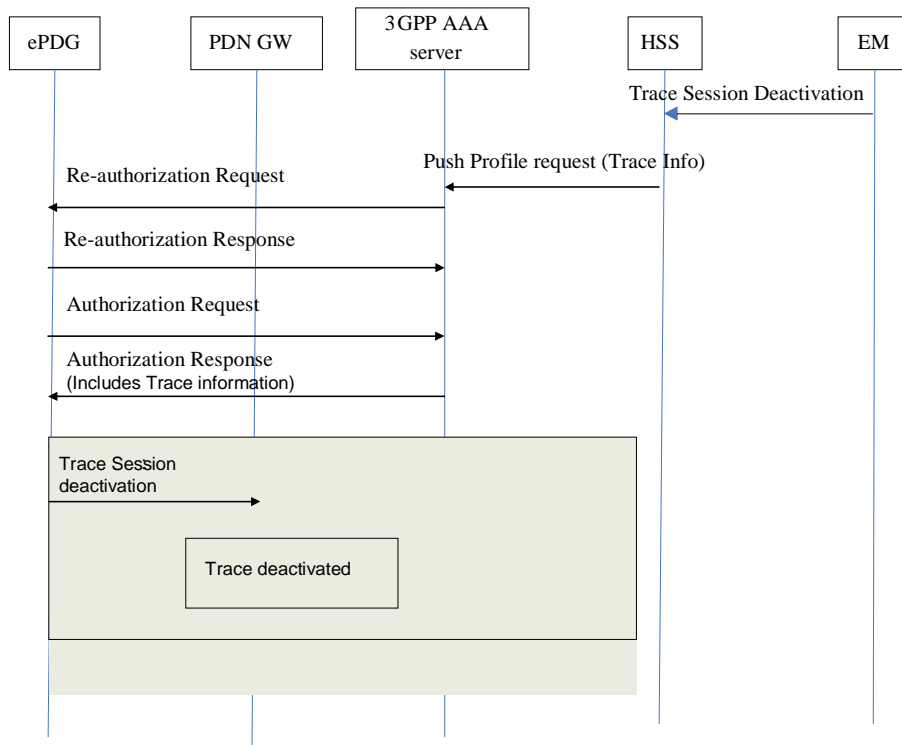 ePDG
PDN GW
3GPP AAA
server
HSS
EM
Trace Session Deactivation
Push Profile request (Trace Info)
Re-authorization Request
Re-authorization Response
Authorization Request
Authorization Response
(Includes Trace information)
Trace Session
deactivation
Trace deactivated